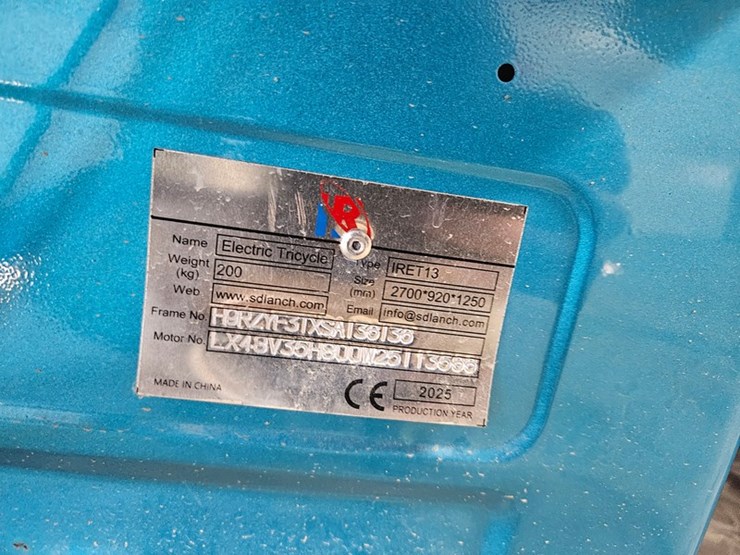 R
Name Electric Tricycle Type IRET13
Weight (kg) 200 Size (mm) 2700*920*1250
Web www.sdlanch.com Email info@sdlanch.com
Frame No. H9RZYF3TXSA136136
Motor No.
MADE IN CHINA CE 2025
PRODUCTION YEAR